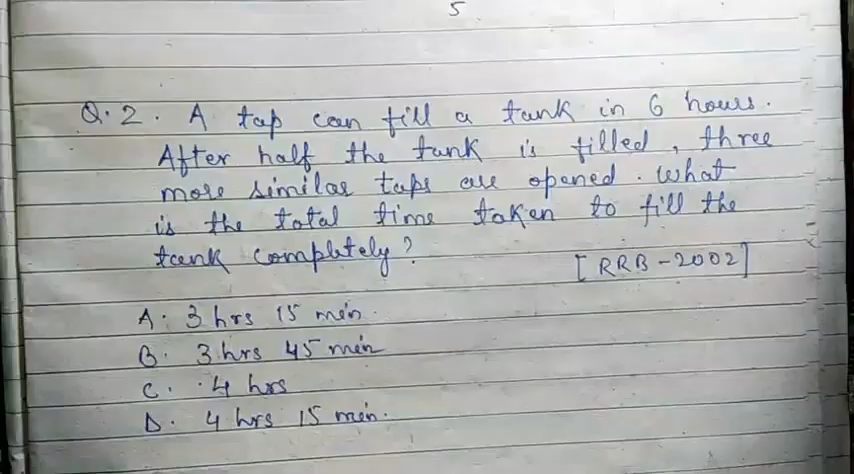 5
Q.2. A tap can fill a tank in 6 hours.
After half the tank is filled, three
more similar taps are opened. What
is the total time taken to fill the
tank completely?
[RRB-2002]
A. 3 hrs 15 min.
B. 3 hrs 45 min
C. 4 hrs
D. 4 hrs 15 min.